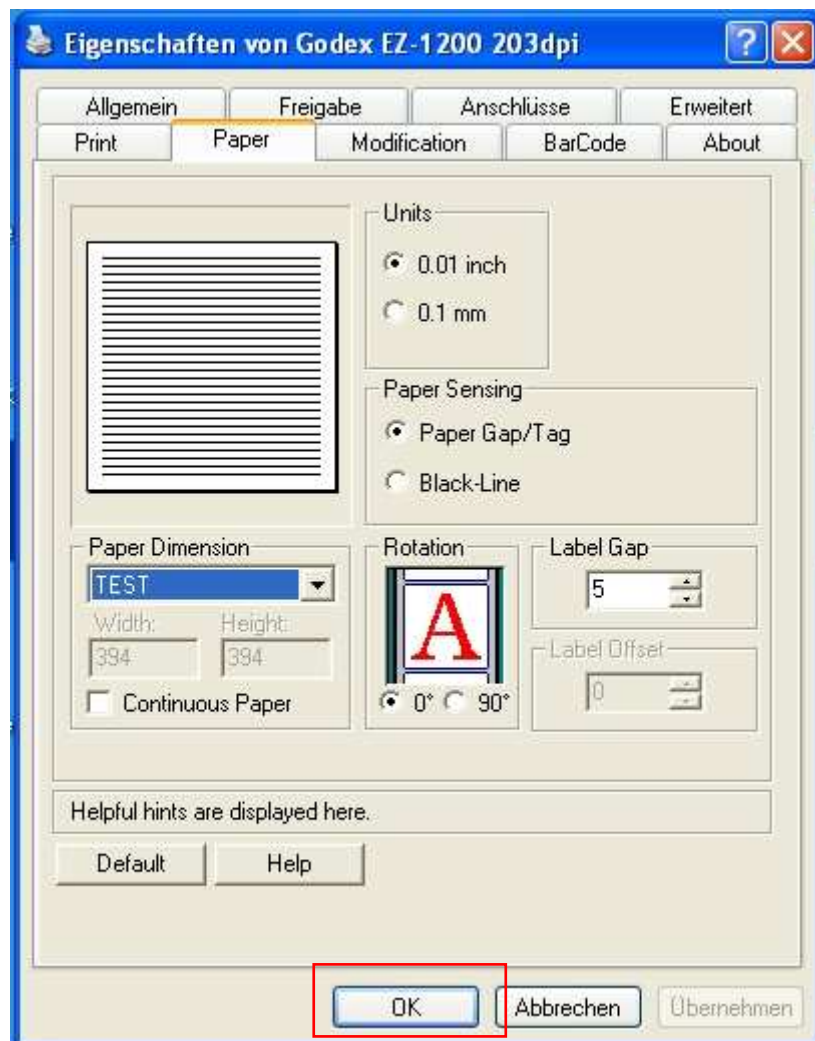 Eigenschaften von Godex EZ-1200 203dpi
Allgemein Freigabe Anschlüsse Erweitert
Print Paper Modification BarCode About
Units
0.01 inch
0.1 mm
Paper Sensing
Paper Gap/Tag
Black-Line
Paper Dimension
TEST
Width: Height:
394 394
Continuous Paper
Rotation
A
0° 90°
Label Gap
5
Label Offset
0
Helpful hints are displayed here.
Default Help
OK Abbrechen Übernehmen